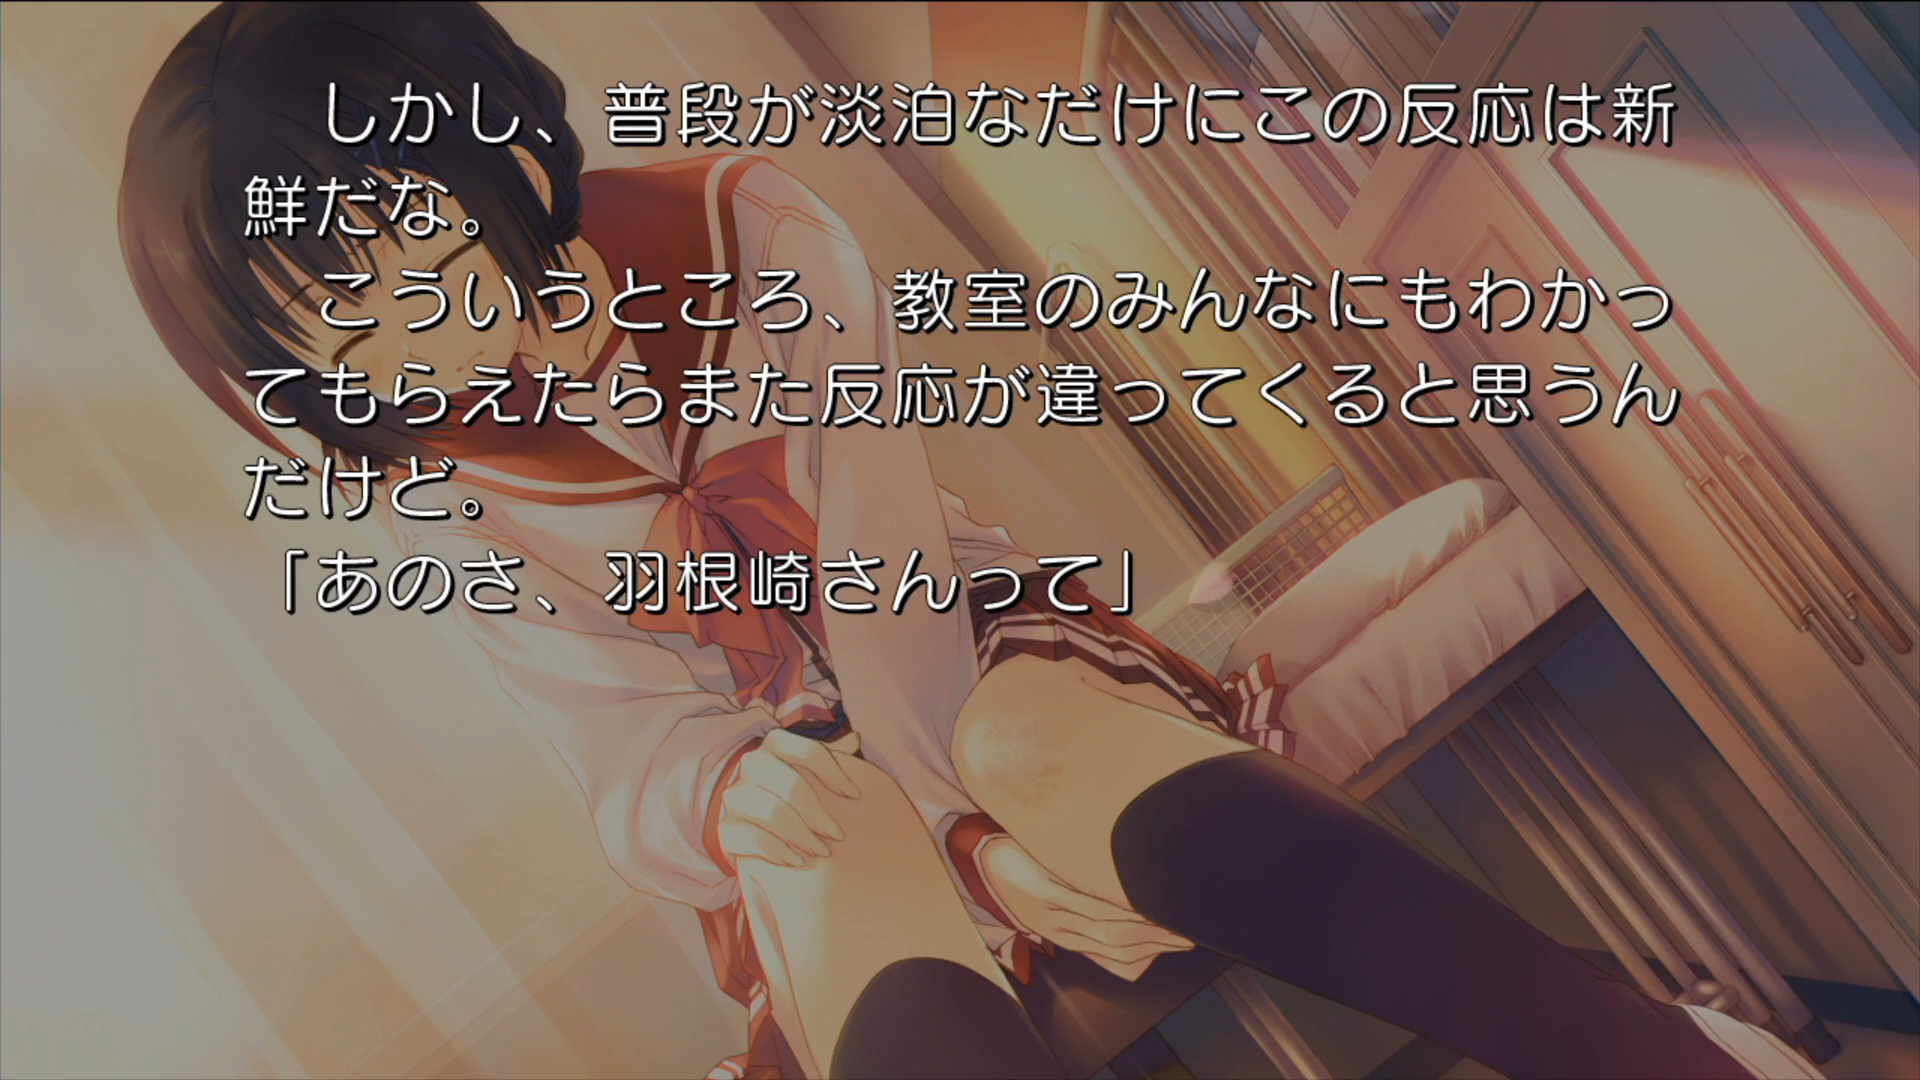 しかし、普段が淡泊なだけにこの反応は新
鮮だな。
こういうところ、教室のみんなにもわかっ
てもらえたらまた反応が違ってくると思うん
だけど。
「あのさ、羽根崎さんって」